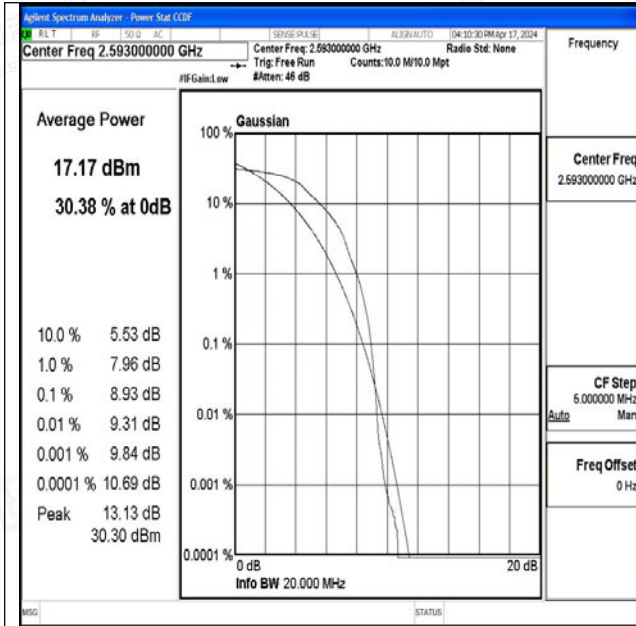 Agilent Spectrum Analyzer - Power Stat CCDF
RLT RF 50 Ω AC SENSE:PULSE ALIGNAUTO 04:10:30 PM Apr 17, 2024
Center Freq 2.593000000 GHz
Center Freq: 2.593000000 GHz Radio Std: None
Trig: Free Run Counts:10.0 M/10.0 Mpt
#IFGain:Low #Atten: 46 dB
Frequency
Average Power
17.17 dBm
30.38 % at 0dB
10.0 % 5.53 dB
1.0 % 7.96 dB
0.1 % 8.93 dB
0.01 % 9.31 dB
0.001 % 9.84 dB
0.0001 % 10.69 dB
Peak 13.13 dB
30.30 dBm
Gaussian
100 %
10 %
1 %
0.1 %
0.01 %
0.001 %
0.0001 %
0 dB 20 dB
Info BW 20.000 MHz
Center Freq
2.593000000 GHz
CF Step
5.000000 MHz
Auto Man
Freq Offset
0 Hz
MSG STATUS